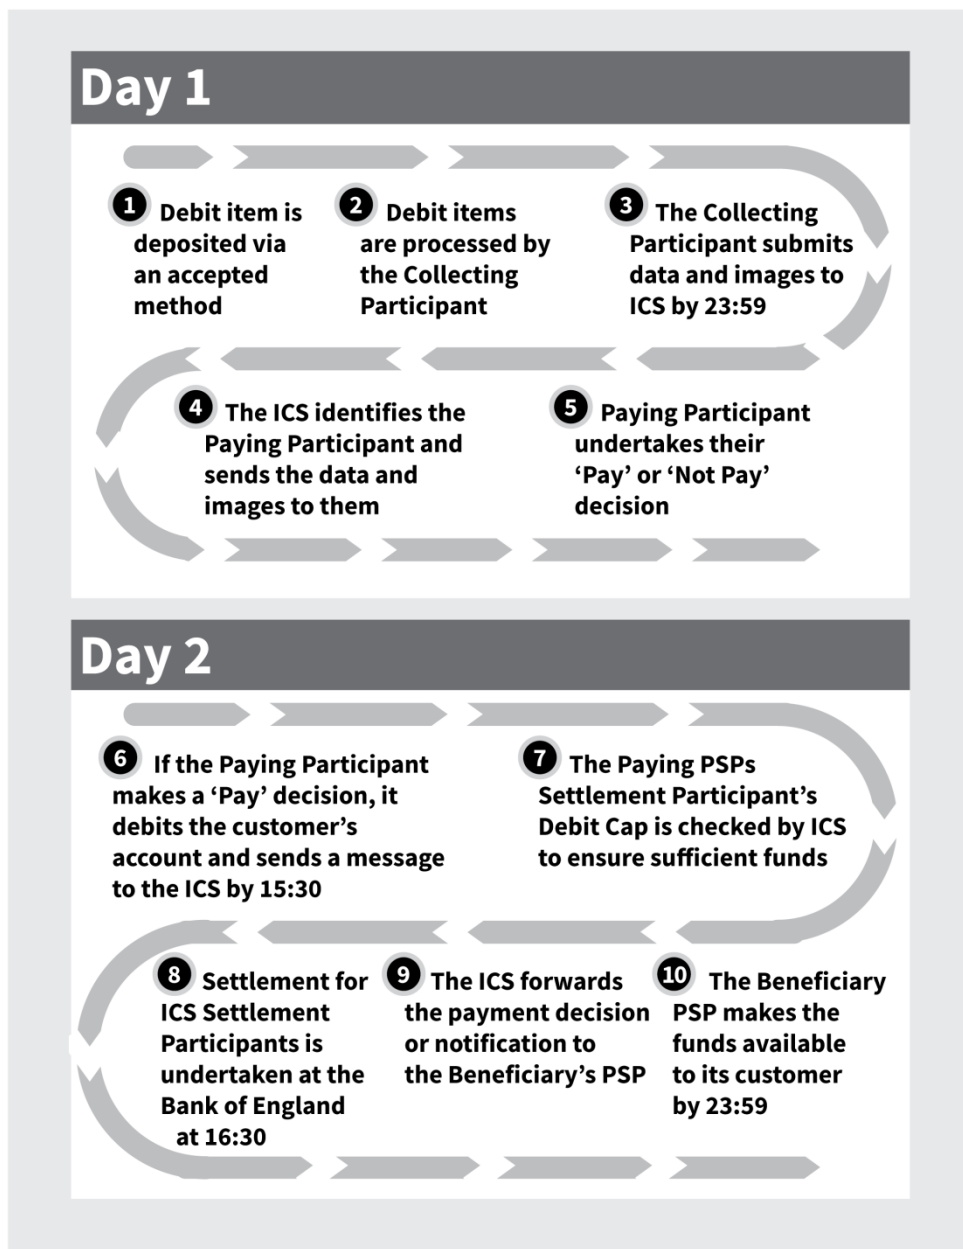 Day 1
1 Debit item is
deposited via
an accepted
method
2 Debit items
are processed by
the Collecting
Participant
3 The Collecting
Participant submits
data and images to
ICS by 23:59
4 The ICS identifies the
Paying Participant and
sends the data and
images to them
5 Paying Participant
undertakes their
‘Pay’ or ‘Not Pay’
decision
Day 2
6 If the Paying Participant
makes a ‘Pay’ decision, it
debits the customer’s
account and sends a message
to the ICS by 15:30
7 The Paying PSPs
Settlement Participant’s
Debit Cap is checked by ICS
to ensure sufficient funds
8 Settlement for
ICS Settlement
Participants is
undertaken at the
Bank of England
at 16:30
9 The ICS forwards
the payment decision
or notification to
the Beneficiary’s PSP
10 The Beneficiary
PSP makes the
funds available
to its customer
by 23:59